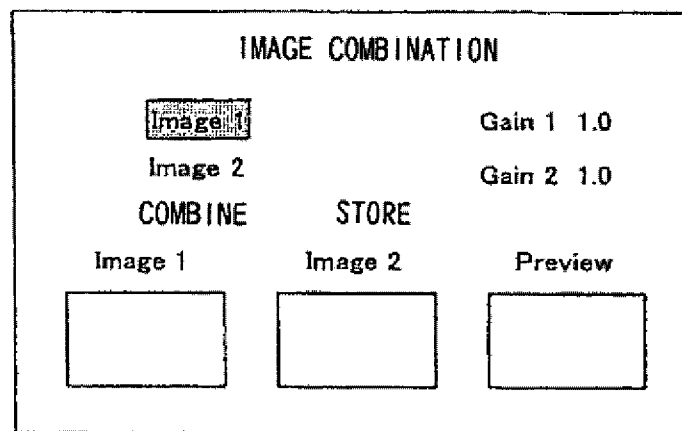 IMAGE COMBINATION
Image 1 Gain 1 1.0
Image 2 Gain 2 1.0
COMBINE STORE
Image 1 Image 2 Preview